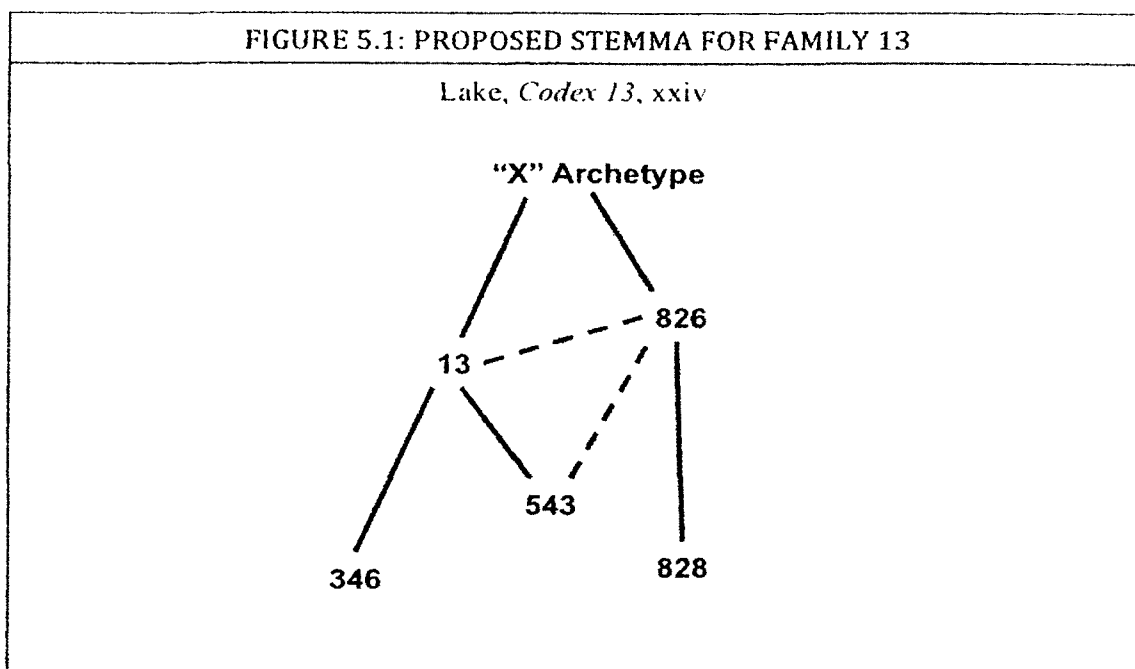 FIGURE 5.1: PROPOSED STEMMA FOR FAMILY 13
Lake, Codex 13, xxiv
“X” Archetype
826
13
543
346
828